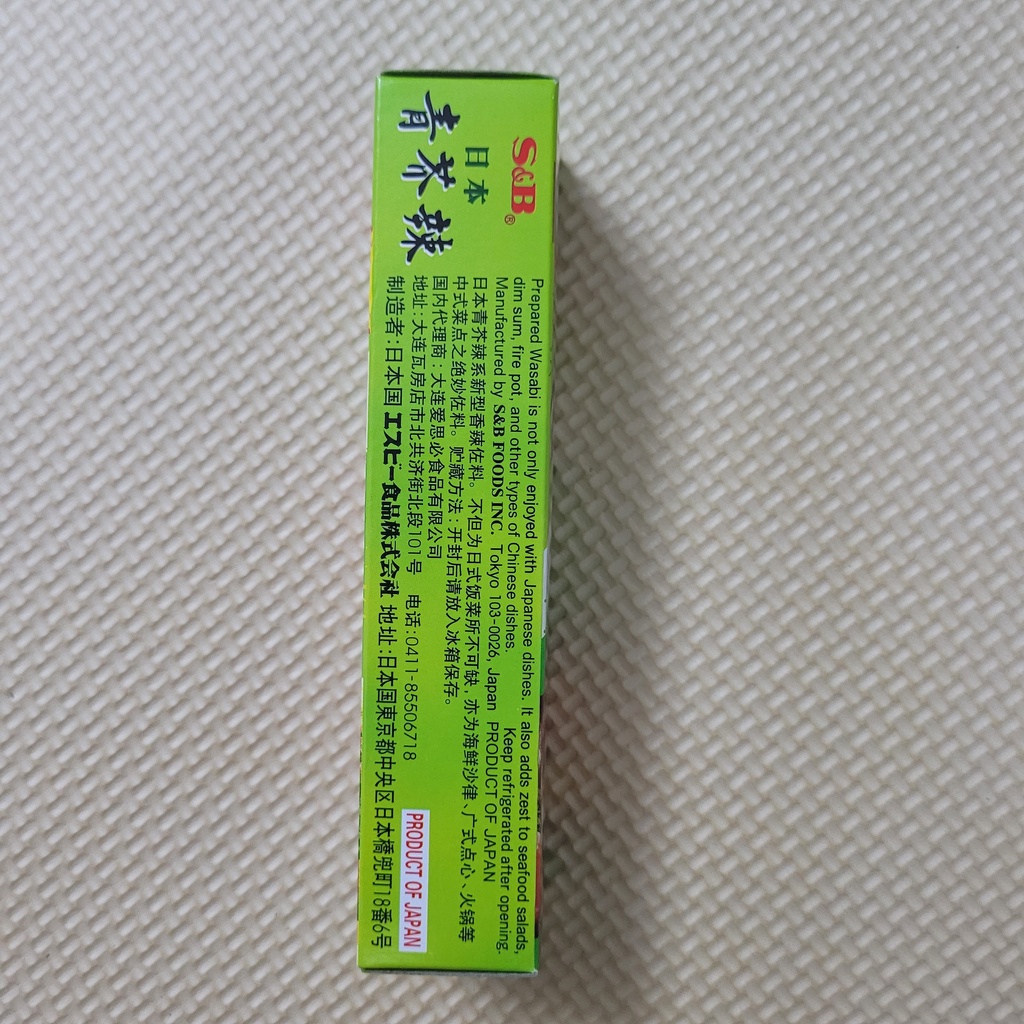 S&B®
日本
青芥辣
Prepared Wasabi is not only enjoyed with Japanese dishes. It also adds zest to seafood salads,
dim sum, fire pot, and other types of Chinese dishes. Keep refrigerated after opening.
Manufactured by S&B FOODS INC. Tokyo 103-0026, Japan PRODUCT OF JAPAN
日本青芥辣系新型香辣佐料。不但为日式饭菜所不可缺,亦为海鲜沙律、广式点心、火锅等
中式菜点之绝妙佐料。贮藏方法:开封后请放入冰箱保存。
国内代理商:大连爱思必食品有限公司
地址:大连瓦房店市北共济街北段101号 电话:0411-85506718
制造者:日本国 エスビー食品株式会社 地址:日本国東京都中央区日本橋兜町18番6号
PRODUCT OF JAPAN